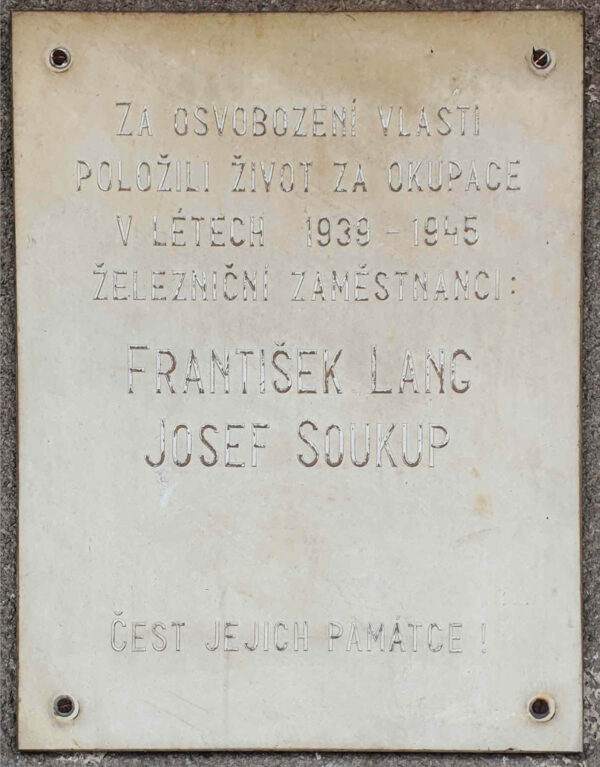 ZA OSVOBOZENÍ VLASTI
POLOŽILI ŽIVOT ZA OKUPACE
V LÉTECH 1939 – 1945
ŽELEZNIČNÍ ZAMĚSTNANCI:
FRANTIŠEK LANG
JOSEF SOUKUP
ČEST JEJICH PAMÁTCE !